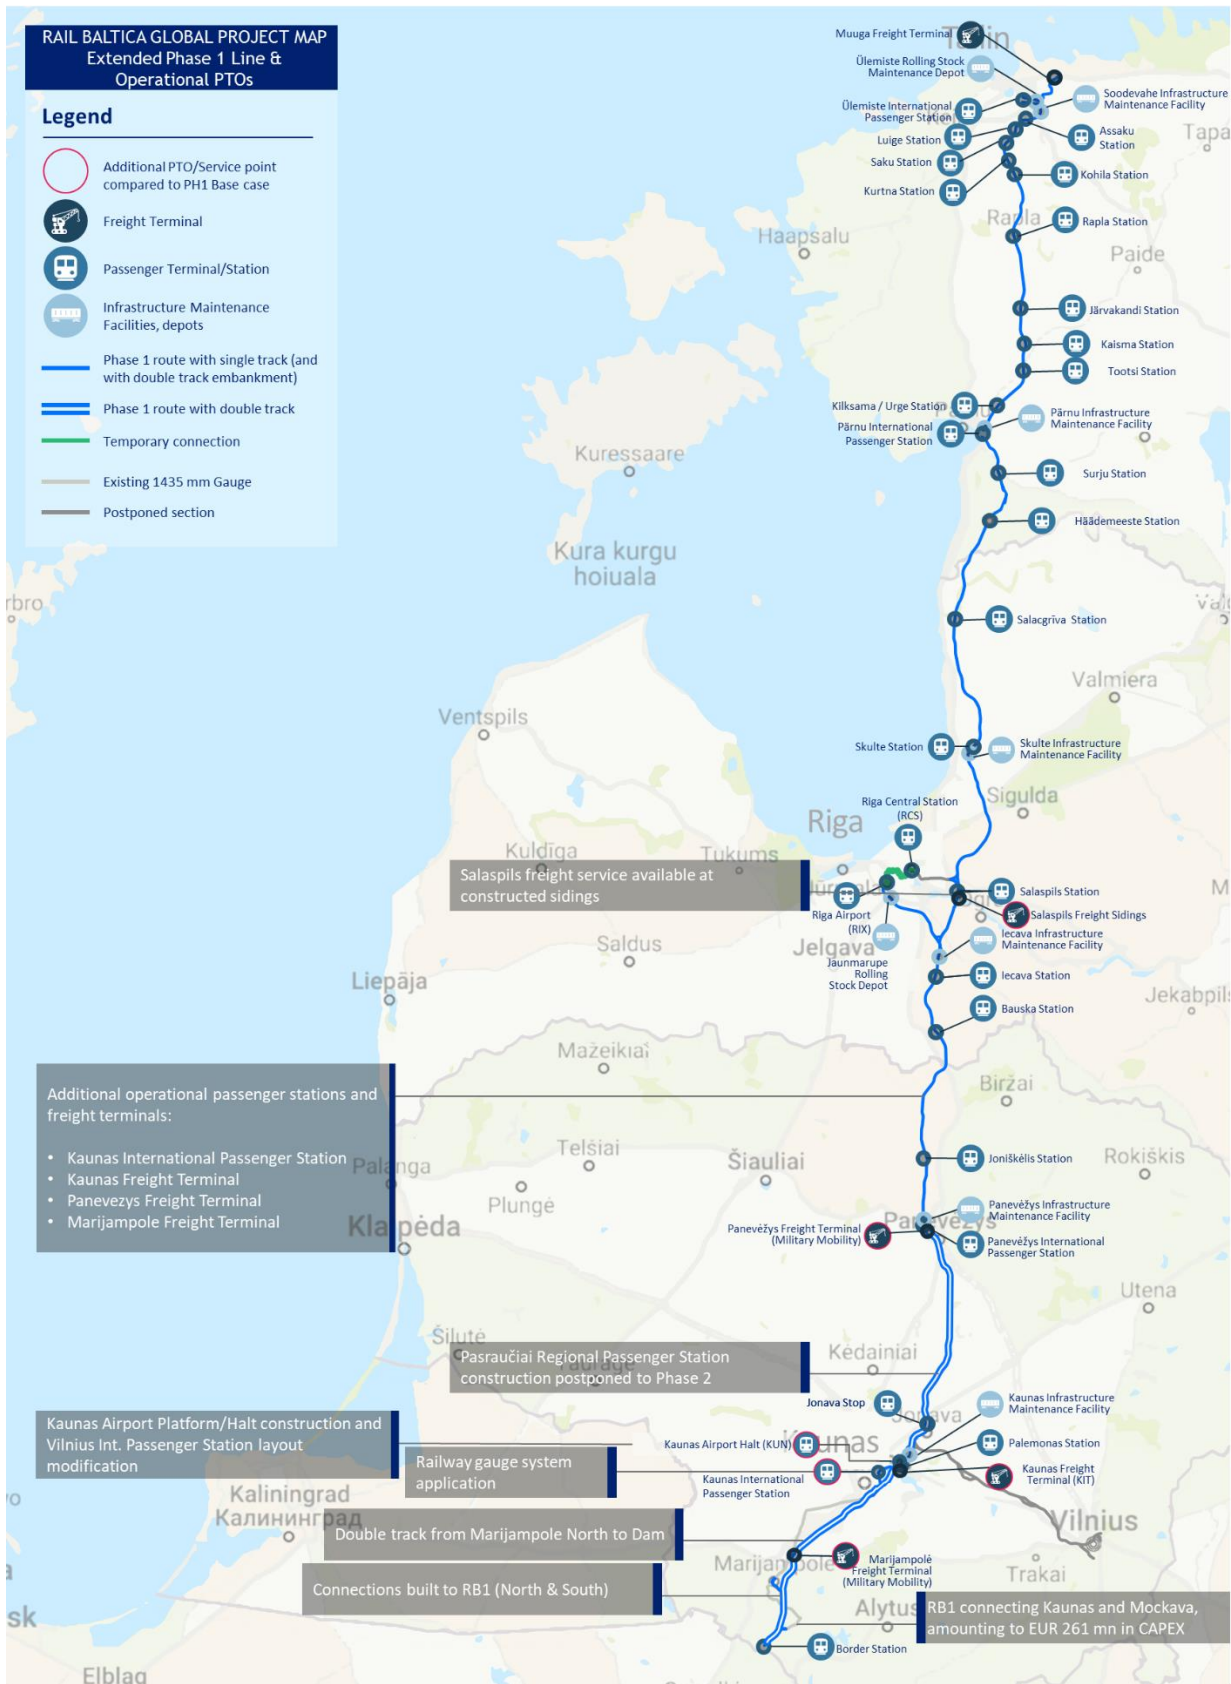 RAIL BALTICA GLOBAL PROJECT MAP
Extended Phase 1 Line &
Operational PTOs
Legend
Additional PTO/Service point
compared to PH1 Base case
Freight Terminal
Passenger Terminal/Station
Infrastructure Maintenance
Facilities, depots
Phase 1 route with single track (and
with double track embankment)
Phase 1 route with double track
Temporary connection
Existing 1435 mm Gauge
Postponed section
Muuga Freight Terminal
Ülemiste Rolling Stock
Maintenance Depot
Soodevahe Infrastructure
Maintenance Facility
Ülemiste International
Passenger Station
Luige Station
Assaku
Station
Tapa
Saku Station
Kohila Station
Kurtna Station
Rapla
Rapla Station
Haapsalu
Paide
Järvakandi Station
Kaisma Station
Tootsi Station
Kilksama / Urge Station
Pärnu Infrastructure
Maintenance Facility
Pärnu International
Passenger Station
Kuressaare
Surju Station
Häädemeeste Station
Kura kurgu
hoiuala
Salacgrīva Station
Valmiera
Ventspils
Skulte Station
Skulte Infrastructure
Maintenance Facility
Sigulda
Riga Central Station
(RCS)
Riga
Kuldīga
Tukums
Salaspils freight service available at
constructed sidings
Salaspils Station
Salaspils Freight Sidings
Riga Airport
(RIX)
Iecava Infrastructure
Maintenance Facility
Saldus
Jelgava
Jaunmarupe
Rolling
Stock Depot
Iecava Station
Liepāja
Jekabpils
Bauska Station
Mažeikiai
Biržai
Additional operational passenger stations and
freight terminals:
• Kaunas International Passenger Station
• Kaunas Freight Terminal
• Panevezys Freight Terminal
• Marijampole Freight Terminal
Palanga
Telšiai
Plungė
Šiauliai
Joniškėlis Station
Rokiškis
Klaipėda
Panevėžys Infrastructure
Maintenance Facility
Panevėžys
Panevėžys Freight Terminal
(Military Mobility)
Panevėžys International
Passenger Station
Utena
Šilutė
Pasraučiai Regional Passenger Station
construction postponed to Phase 2
Kėdainiai
Jonava Stop
Jonava
Kaunas Infrastructure
Maintenance Facility
Kaunas Airport Platform/Halt construction and
Vilnius Int. Passenger Station layout
modification
Kaunas
Kaunas Airport Halt (KUN)
Palemonas Station
Railway gauge system
application
Kaunas International
Passenger Station
Kaunas Freight
Terminal (KIT)
Kaliningrad
Калининград
Vilnius
Double track from Marijampole North to Dam
Marijampolė
Marijampolė
Freight Terminal
(Military Mobility)
Trakai
Connections built to RB1 (North & South)
Alytus
RB1 connecting Kaunas and Mockava,
amounting to EUR 261 mn in CAPEX
Border Station
Elbląg